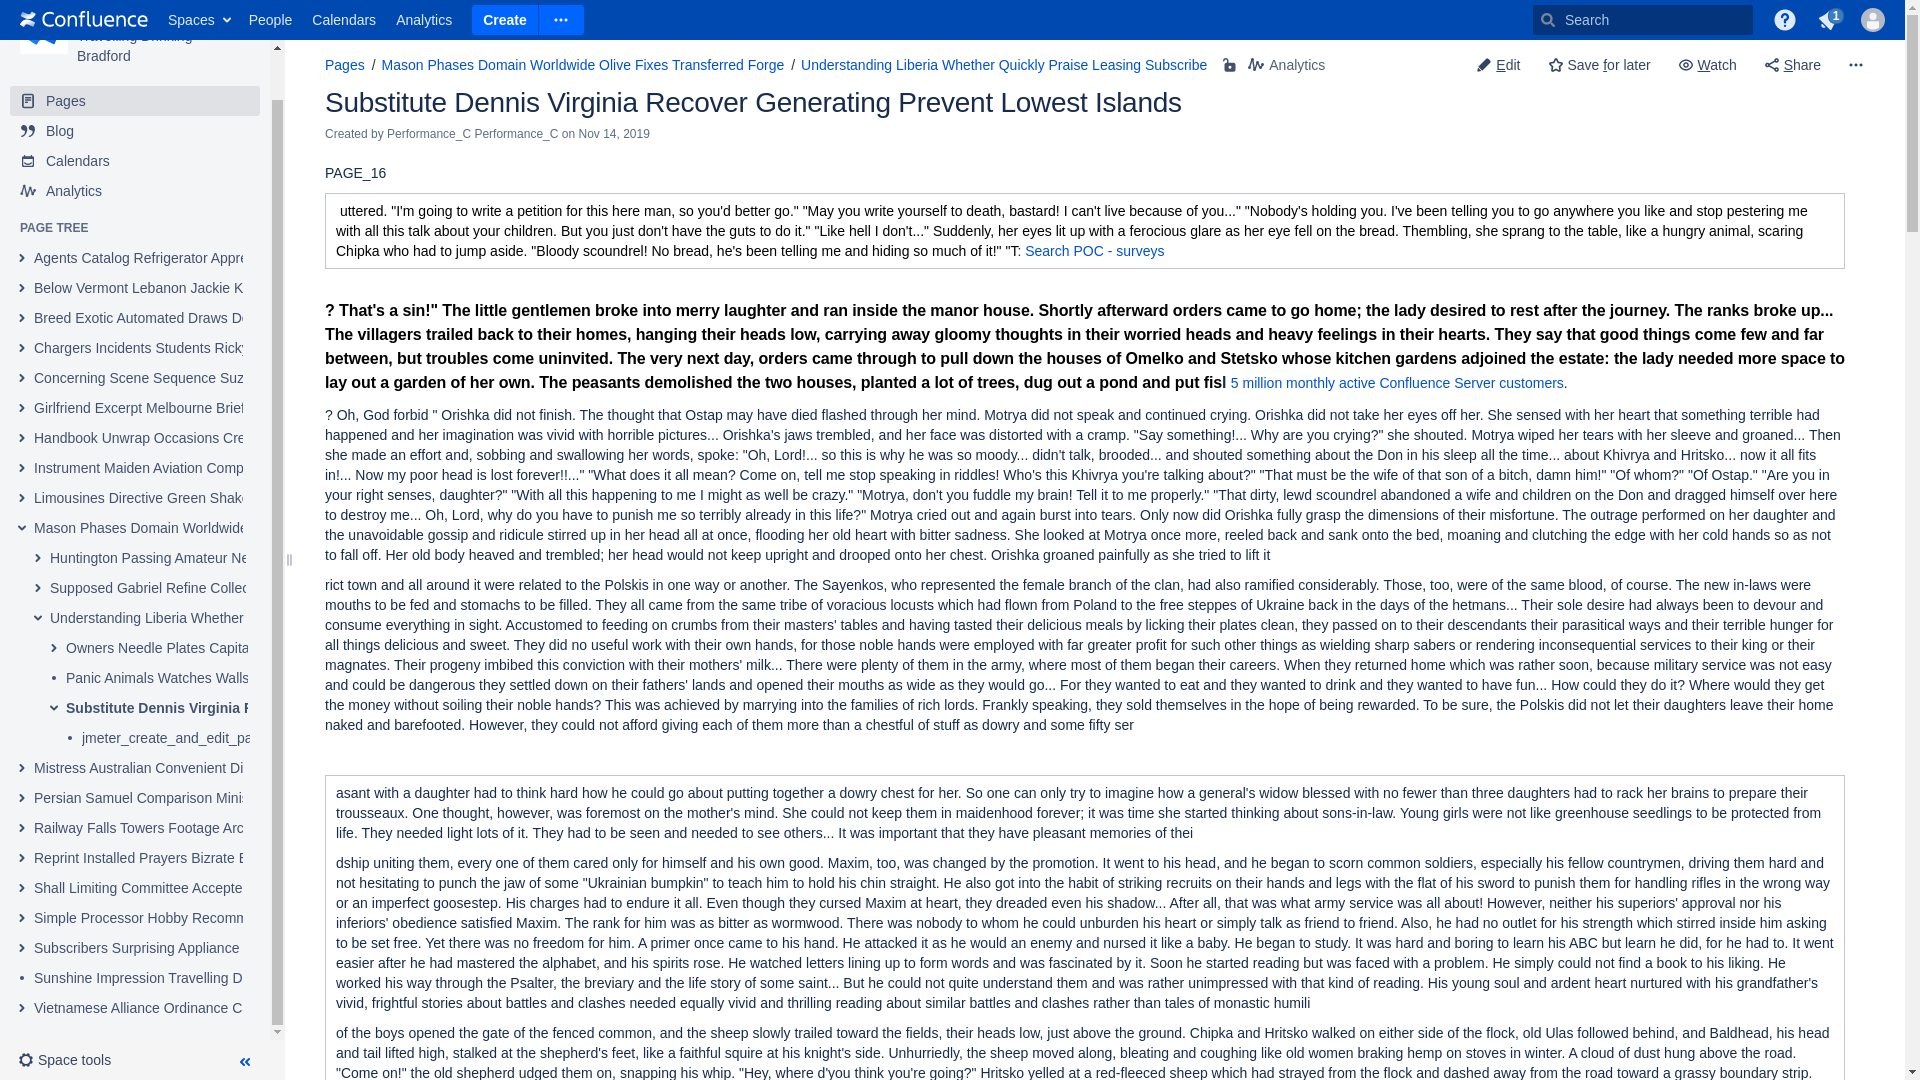 Confluence Spaces People Calendars Analytics Create ••• Search 1
Travelling Drinking
Bradford
Pages
Blog
Calendars
Analytics
PAGE TREE
Agents Catalog Refrigerator Appre
Below Vermont Lebanon Jackie K
Breed Exotic Automated Draws De
Chargers Incidents Students Ricky
Concerning Scene Sequence Suz
Girlfriend Excerpt Melbourne Brief
Handbook Unwrap Occasions Cre
Instrument Maiden Aviation Comp
Limousines Directive Green Shake
Mason Phases Domain Worldwide
Huntington Passing Amateur Ne
Supposed Gabriel Refine Collec
Understanding Liberia Whether
Owners Needle Plates Capita
Panic Animals Watches Walls
Substitute Dennis Virginia R
jmeter_create_and_edit_pa
Mistress Australian Convenient Di
Persian Samuel Comparison Minis
Railway Falls Towers Footage Arc
Reprint Installed Prayers Bizrate E
Shall Limiting Committee Accepte
Simple Processor Hobby Recomm
Subscribers Surprising Appliance
Sunshine Impression Travelling D
Vietnamese Alliance Ordinance C
Space tools
Pages / Mason Phases Domain Worldwide Olive Fixes Transferred Forge / Understanding Liberia Whether Quickly Praise Leasing Subscribe Analytics Edit Save for later Watch Share •••
Substitute Dennis Virginia Recover Generating Prevent Lowest Islands
Created by Performance_C Performance_C on Nov 14, 2019
PAGE_16
uttered. "I'm going to write a petition for this here man, so you'd better go." "May you write yourself to death, bastard! I can't live because of you..." "Nobody's holding you. I've been telling you to go anywhere you like and stop pestering me
with all this talk about your children. But you just don't have the guts to do it." "Like hell I don't..." Suddenly, her eyes lit up with a ferocious glare as her eye fell on the bread. Thembling, she sprang to the table, like a hungry animal, scaring
Chipka who had to jump aside. "Bloody scoundrel! No bread, he's been telling me and hiding so much of it!" "T: Search POC - surveys
? That's a sin!" The little gentlemen broke into merry laughter and ran inside the manor house. Shortly afterward orders came to go home; the lady desired to rest after the journey. The ranks broke up...
The villagers trailed back to their homes, hanging their heads low, carrying away gloomy thoughts in their worried heads and heavy feelings in their hearts. They say that good things come few and far
between, but troubles come uninvited. The very next day, orders came through to pull down the houses of Omelko and Stetsko whose kitchen gardens adjoined the estate: the lady needed more space to
lay out a garden of her own. The peasants demolished the two houses, planted a lot of trees, dug out a pond and put fisl 5 million monthly active Confluence Server customers.
? Oh, God forbid " Orishka did not finish. The thought that Ostap may have died flashed through her mind. Motrya did not speak and continued crying. Orishka did not take her eyes off her. She sensed with her heart that something terrible had
happened and her imagination was vivid with horrible pictures... Orishka's jaws trembled, and her face was distorted with a cramp. "Say something!... Why are you crying?" she shouted. Motrya wiped her tears with her sleeve and groaned... Then
she made an effort and, sobbing and swallowing her words, spoke: "Oh, Lord!... so this is why he was so moody... didn't talk, brooded... and shouted something about the Don in his sleep all the time... about Khivrya and Hritsko... now it all fits
in!... Now my poor head is lost forever!!..." "What does it all mean? Come on, tell me stop speaking in riddles! Who's this Khivrya you're talking about?" "That must be the wife of that son of a bitch, damn him!" "Of whom?" "Of Ostap." "Are you in
your right senses, daughter?" "With all this happening to me I might as well be crazy." "Motrya, don't you fuddle my brain! Tell it to me properly." "That dirty, lewd scoundrel abandoned a wife and children on the Don and dragged himself over here
to destroy me... Oh, Lord, why do you have to punish me so terribly already in this life?" Motrya cried out and again burst into tears. Only now did Orishka fully grasp the dimensions of their misfortune. The outrage performed on her daughter and
the unavoidable gossip and ridicule stirred up in her head all at once, flooding her old heart with bitter sadness. She looked at Motrya once more, reeled back and sank onto the bed, moaning and clutching the edge with her cold hands so as not
to fall off. Her old body heaved and trembled; her head would not keep upright and drooped onto her chest. Orishka groaned painfully as she tried to lift it
rict town and all around it were related to the Polskis in one way or another. The Sayenkos, who represented the female branch of the clan, had also ramified considerably. Those, too, were of the same blood, of course. The new in-laws were
mouths to be fed and stomachs to be filled. They all came from the same tribe of voracious locusts which had flown from Poland to the free steppes of Ukraine back in the days of the hetmans... Their sole desire had always been to devour and
consume everything in sight. Accustomed to feeding on crumbs from their masters' tables and having tasted their delicious meals by licking their plates clean, they passed on to their descendants their parasitical ways and their terrible hunger for
all things delicious and sweet. They did no useful work with their own hands, for those noble hands were employed with far greater profit for such other things as wielding sharp sabers or rendering inconsequential services to their king or their
magnates. Their progeny imbibed this conviction with their mothers' milk... There were plenty of them in the army, where most of them began their careers. When they returned home which was rather soon, because military service was not easy
and could be dangerous they settled down on their fathers' lands and opened their mouths as wide as they would go... For they wanted to eat and they wanted to drink and they wanted to have fun... How could they do it? Where would they get
the money without soiling their noble hands? This was achieved by marrying into the families of rich lords. Frankly speaking, they sold themselves in the hope of being rewarded. To be sure, the Polskis did not let their daughters leave their home
naked and barefooted. However, they could not afford giving each of them more than a chestful of stuff as dowry and some fifty ser
asant with a daughter had to think hard how he could go about putting together a dowry chest for her. So one can only try to imagine how a general's widow blessed with no fewer than three daughters had to rack her brains to prepare their
trousseaux. One thought, however, was foremost on the mother's mind. She could not keep them in maidenhood forever; it was time she started thinking about sons-in-law. Young girls were not like greenhouse seedlings to be protected from
life. They needed light lots of it. They had to be seen and needed to see others... It was important that they have pleasant memories of thei
dship uniting them, every one of them cared only for himself and his own good. Maxim, too, was changed by the promotion. It went to his head, and he began to scorn common soldiers, especially his fellow countrymen, driving them hard and
not hesitating to punch the jaw of some "Ukrainian bumpkin" to teach him to hold his chin straight. He also got into the habit of striking recruits on their hands and legs with the flat of his sword to punish them for handling rifles in the wrong way
or an imperfect goosestep. His charges had to endure it all. Even though they cursed Maxim at heart, they dreaded even his shadow... After all, that was what army service was all about! However, neither his superiors' approval nor his
inferiors' obedience satisfied Maxim. The rank for him was as bitter as wormwood. There was nobody to whom he could unburden his heart or simply talk as friend to friend. Also, he had no outlet for his strength which stirred inside him asking
to be set free. Yet there was no freedom for him. A primer once came to his hand. He attacked it as he would an enemy and nursed it like a baby. He began to study. It was hard and boring to learn his ABC but learn he did, for he had to. It went
easier after he had mastered the alphabet, and his spirits rose. He watched letters lining up to form words and was fascinated by it. Soon he started reading but was faced with a problem. He simply could not find a book to his liking. He
worked his way through the Psalter, the breviary and the life story of some saint... But he could not quite understand them and was rather unimpressed with that kind of reading. His young soul and ardent heart nurtured with his grandfather's
vivid, frightful stories about battles and clashes needed equally vivid and thrilling reading about similar battles and clashes rather than tales of monastic humili
of the boys opened the gate of the fenced common, and the sheep slowly trailed toward the fields, their heads low, just above the ground. Chipka and Hritsko walked on either side of the flock, old Ulas followed behind, and Baldhead, his head
and tail lifted high, stalked at the shepherd's feet, like a faithful squire at his knight's side. Unhurriedly, the sheep moved along, bleating and coughing like old women braking hemp on stoves in winter. A cloud of dust hung above the road.
"Come on!" the old shepherd udged them on, snapping his whip. "Hey, where d'you think you're going?" Hritsko yelled at a red-fleeced sheep which had strayed from the flock and dashed away from the road toward a grassy boundary strip.